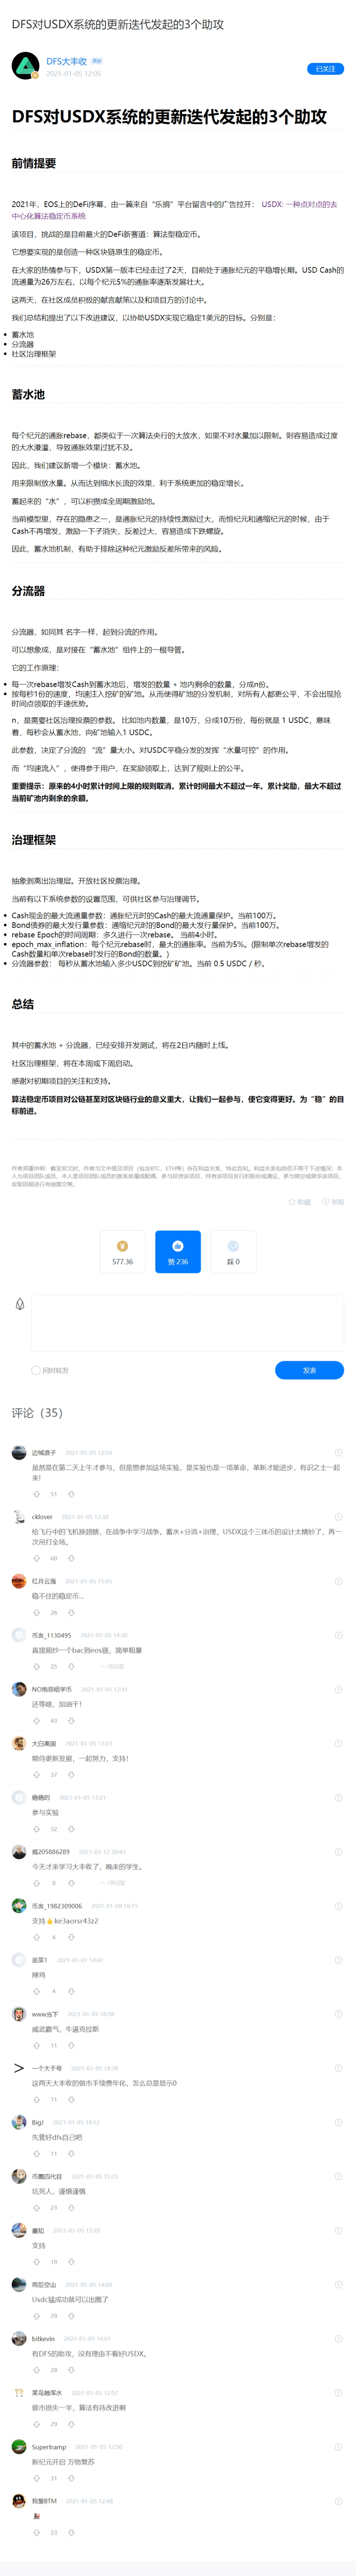 DFS对USDX系统的更新迭代发起的3个助攻
DFS大丰收
2021-01-05 12:05
已关注
DFS对USDX系统的更新迭代发起的3个助攻
前情提要
2021年，EOS上的DeFi序幕，由一篇来自“乐捐”平台留言中的广告拉开： USDX: 一种点对点的去
中心化算法稳定币系统
该项目，挑战的是目前最火的DeFi新赛道：算法型稳定币。
它想要实现的是创造一种区块链原生的稳定币。
在大家的热情参与下，USDX第一版本已经走过了2天，目前处于通胀纪元的平稳增长期。USD Cash的
流通量为26万左右，以每个纪元5%的通胀率逐渐发展壮大。
这两天，在社区成员积极的献言献策以及和项目方的讨论中。
我们总结和提出了以下改进建议，以协助USDX实现它稳定1美元的目标。分别是：
蓄水池
分流器
社区治理框架
蓄水池
每个纪元的通胀rebase，都类似于一次算法央行的大放水，如果不对水量加以限制。则容易造成过度
的大水漫灌，导致通胀效果过犹不及。
因此，我们建议新增一个模块：蓄水池。
用来限制放水量。从而达到细水长流的效果，利于系统更加的稳定增长。
蓄起来的“水”，可以积攒成全周期激励池。
当前模型里，存在的隐患之一，是通胀纪元的持续性激励过大，而恒纪元和通缩纪元的时候，由于
Cash不再增发，激励一下子消失，反差过大，容易造成下跌螺旋。
因此，蓄水池机制，有助于排除这种纪元激励反差所带来的风险。
分流器
分流器，如同其 名字一样，起到分流的作用。
可以想象成，是对接在“蓄水池”组件上的一根导管。
它的工作原理：
每一次rebase增发Cash到蓄水池后，增发的数量 + 池内剩余的数量，分成n份。
按每秒1份的速度，均速注入挖矿的矿池。从而使得矿池的分发机制，对所有人都更公平，不会出现抢
时间点领取的手速优势。
n，是需要社区治理投票的参数。 比如池内数量，是10万，分成10万份，每份就是 1 USDC，意味
着，每秒会从蓄水池，向矿池输入1 USDC。
此参数，决定了分流的 “流”量大小。对USDC平稳分发的发挥“水量可控”的作用。
而“均速流入”，使得参于用户，在奖励领取上，达到了规则上的公平。
重要提示：原来的4小时累计时间上限的规则取消。累计时间最大不超过一年。累计奖励，最大不超过
当前矿池内剩余的余额。
治理框架
抽象剥离出治理层。开放社区投票治理。
当前有以下系统参数的设置范围，可供社区参与治理调节。
Cash现金的最大流通量参数：通胀纪元时的Cash的最大流通量保护。当前100万。
Bond债券的最大发行量参数：通缩纪元时的Bond的最大发行量保护。当前100万。
rebase Epoch的时间周期：多久进行一次rebase。 当前4小时。
epoch_max_inflation：每个纪元rebase时，最大的通胀率。当前为5%。(限制单次rebase增发的
Cash数量和单次rebase时发行的Bond的数量。)
分流器参数： 每秒从蓄水池输入多少USDC到挖矿矿池。当前 0.5 USDC / 秒。
总结
其中的蓄水池 + 分流器，已经安排开发测试，将在2日内随时上线。
社区治理框架，将在本周或下周启动。
感谢对初期项目的关注和支持。
算法稳定币项目对公链甚至对区块链行业的意义重大，让我们一起参与，使它变得更好。为“稳”的目
标前进。
收藏 举报
577.36
赞 236
踩 0
同时转发
发表
评论（35）
边城浪子 2021-01-05 12:54
虽然是在第二天上午才参与，但是想参加这场实验，是实验也是一项革命，革新才能进步，有识之士一起
来!
51
cklover 2021-01-05 12:38
给飞行中的飞机换翅膀，在战争中学习战争。蓄水+分流+治理，USDX这个三体币的设计太精妙了，再一
次吊打全场。
60
红月云海 2021-01-05 15:05
稳不住的稳定币...
26
币友_1130495 2021-01-05 14:30
直接照抄一个bac到eos链，简单粗暴
25
2021-01-05 12:41
还等啥，加油干！
43
大白高国 2021-01-05 13:03
期待更新发展，一起努力，支持！
37
稳稳的 2021-01-05 13:21
参与实验
32
臧205886289 2021-03-12 20:45
今天才来学习大丰收了，晚来的学生。
0
币友_1982309006 2021-01-08 16:15
支持👍ke3aorsr43z2
4
韭菜1 2021-01-07 14:47
辣鸡
4
www当下 2021-01-05 18:58
威武霸气，牛逼克拉斯
11
一个大于号 2021-01-05 18:20
这两天大丰收的做市手续费年化，怎么总是显示0
11
BigJ 2021-01-05 18:12
先管好dfs自己吧
11
币圈四代目 2021-01-05 15:23
坑死人，谨慎谨慎
23
2021-01-05 15:20
支持
19
雨后空山 2021-01-05 14:09
Usdc猛成功就可以出圈了
29
bitkevin 2021-01-05 14:01
有DFS的助攻，没有理由不看好USDX。
28
菜鸟抽浑水 2021-01-05 12:57
做市损失一半，算法有待改进啊
29
Supertramp 2021-01-05 12:50
新纪元开启 万物复苏
31
我爱BTM 2021-01-05 12:48
23